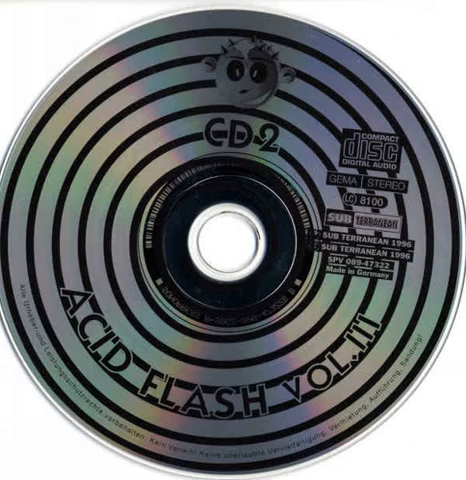 CD-2
COMPACT
disc
DIGITAL AUDIO
GEMA STEREO
LC 8100
SUB TERRANEAN
Ⓟ SUB TERRANEAN 1996
© SUB TERRANEAN 1996
SPV 089-47322
Made in Germany
ACID FLASH VOL.III
Alle Urheber-und Leistungsschutzrechte vorbehalten. Kein Verleih! Keine unerlaubte Vervielfältigung, Vermietung, Aufführung, Sendung!